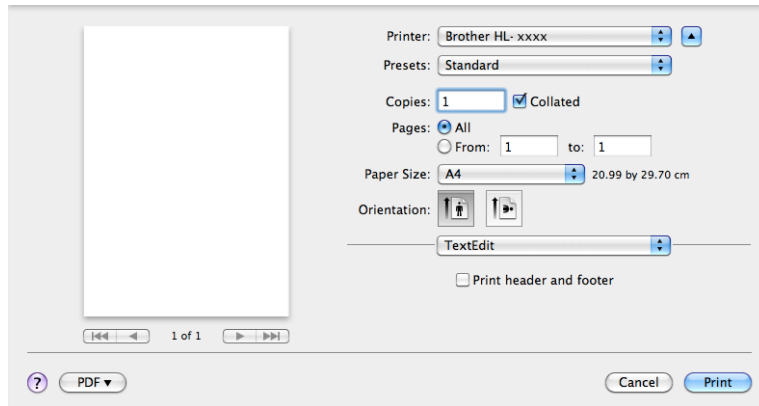 Printer: Brother HL- xxxx
Presets: Standard
Copies: 1 Collated
Pages: All
From: 1 to: 1
Paper Size: A4 20.99 by 29.70 cm
Orientation:
TextEdit
Print header and footer
1 of 1
? PDF▼ Cancel Print